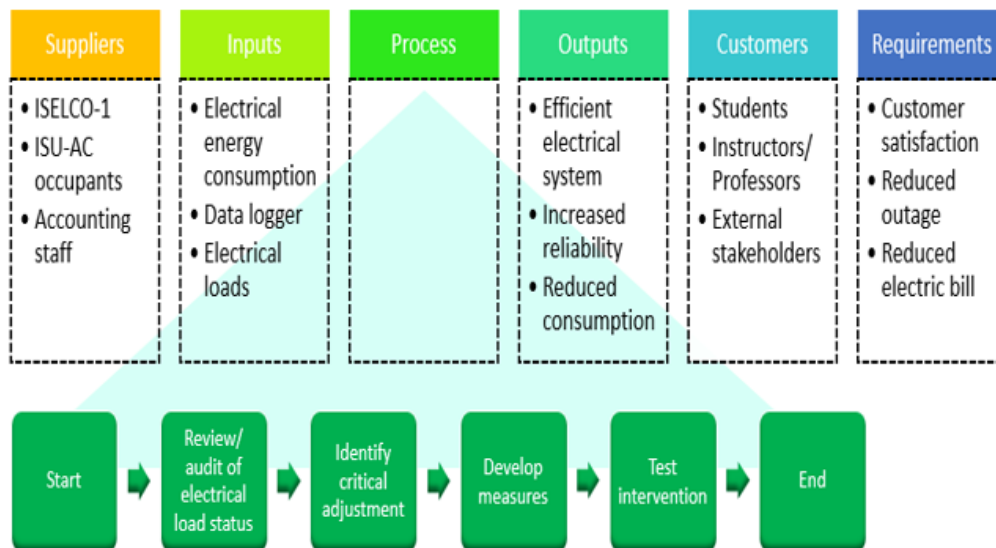 Suppliers
Inputs
Process
Outputs
Customers
Requirements
• ISELCO-1
• ISU-AC
occupants
• Accounting
staff
• Electrical
energy
consumption
• Data logger
• Electrical
loads
• Efficient
electrical
system
• Increased
reliability
• Reduced
consumption
• Students
• Instructors/
Professors
• External
stakeholders
• Customer
satisfaction
• Reduced
outage
• Reduced
electric bill
Start
Review/
audit of
electrical
load status
Identify
critical
adjustment
Develop
measures
Test
intervention
End